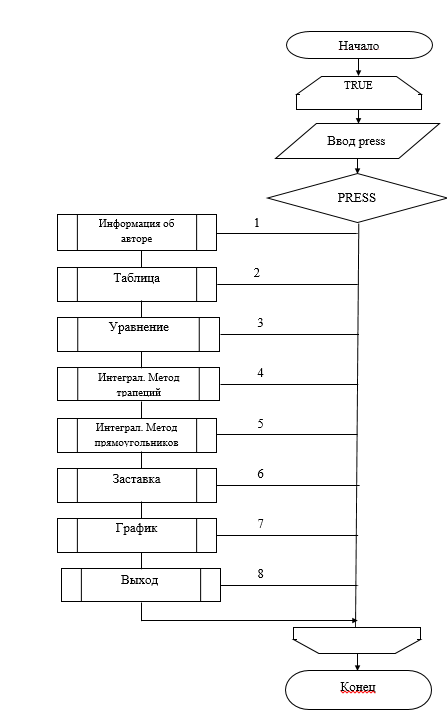 Начало
TRUE
Ввод press
PRESS
Информация об
авторе
1
Таблица
2
Уравнение
3
Интеграл. Метод
трапеций
4
Интеграл. Метод
прямоугольников
5
Заставка
6
График
7
Выход
8
Конец